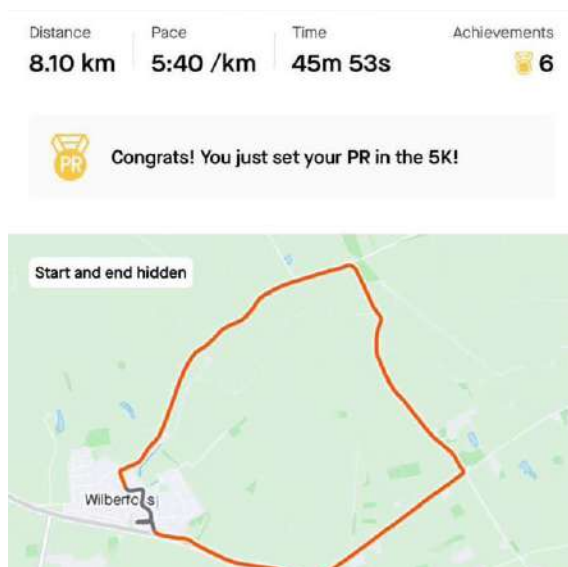 Distance Pace Time Achievements
8.10 km 5:40 /km 45m 53s 6
PR Congrats! You just set your PR in the 5K!
Start and end hidden